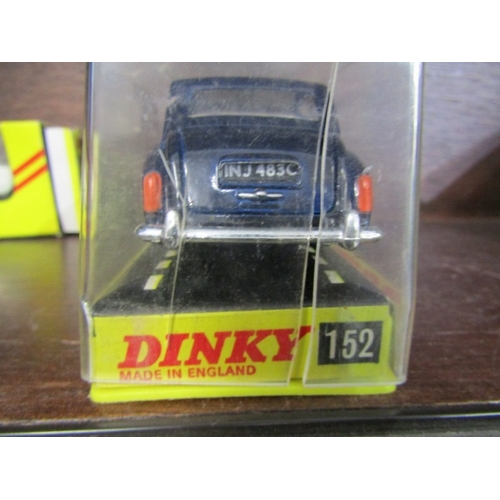 INJ 483C
DINKY 152
MADE IN ENGLAND